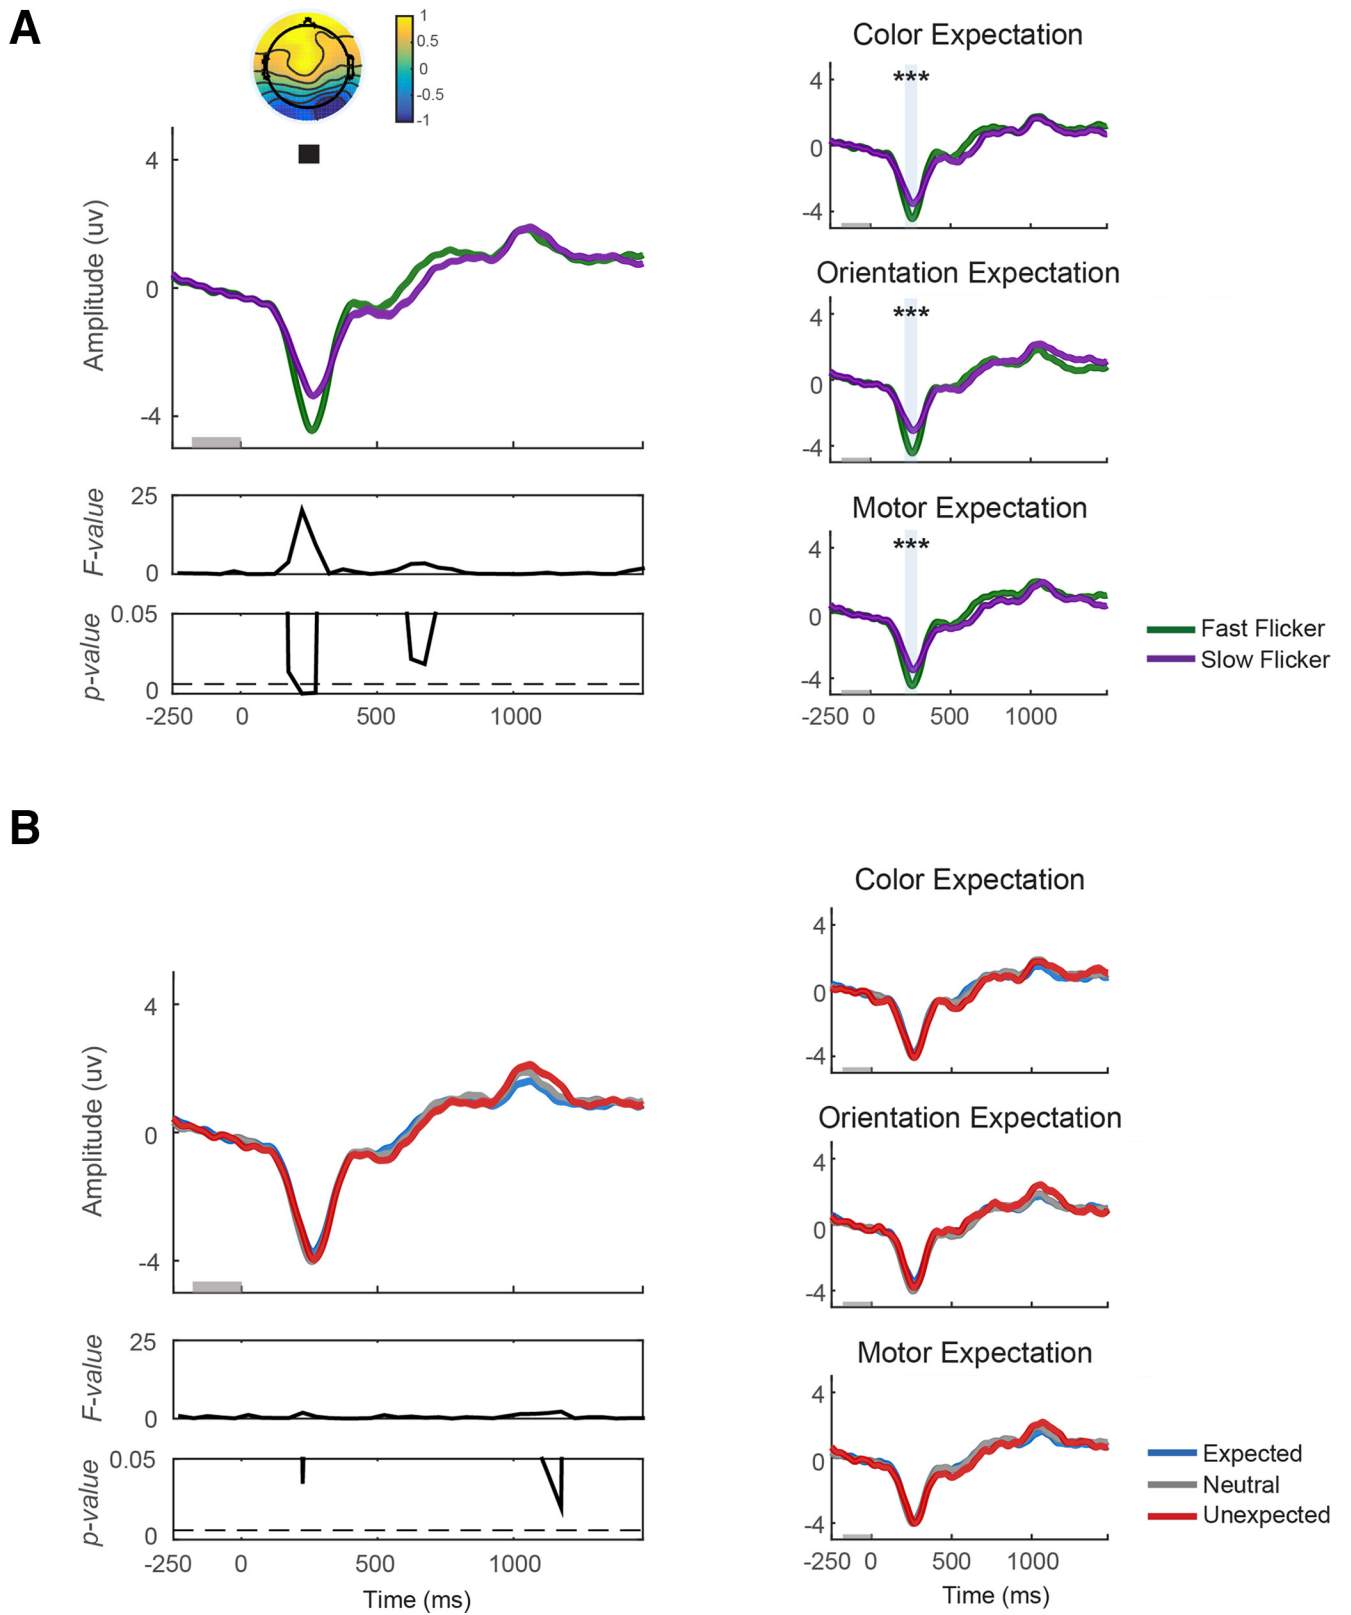 A
1
0.5
0
-0.5
-1
4
0
-4
Amplitude (uv)
25
0
F-value
0.05
0
p-value
-250 0 500 1000
Color Expectation
***
4
0
-4
Orientation Expectation
***
4
0
-4
Motor Expectation
***
4
0
-4
-250 0 500 1000
Fast Flicker
Slow Flicker
B
4
0
-4
Amplitude (uv)
25
0
F-value
0.05
0
p-value
-250 0 500 1000
Time (ms)
Color Expectation
4
0
-4
Orientation Expectation
4
0
-4
Motor Expectation
4
0
-4
-250 0 500 1000
Time (ms)
Expected
Neutral
Unexpected